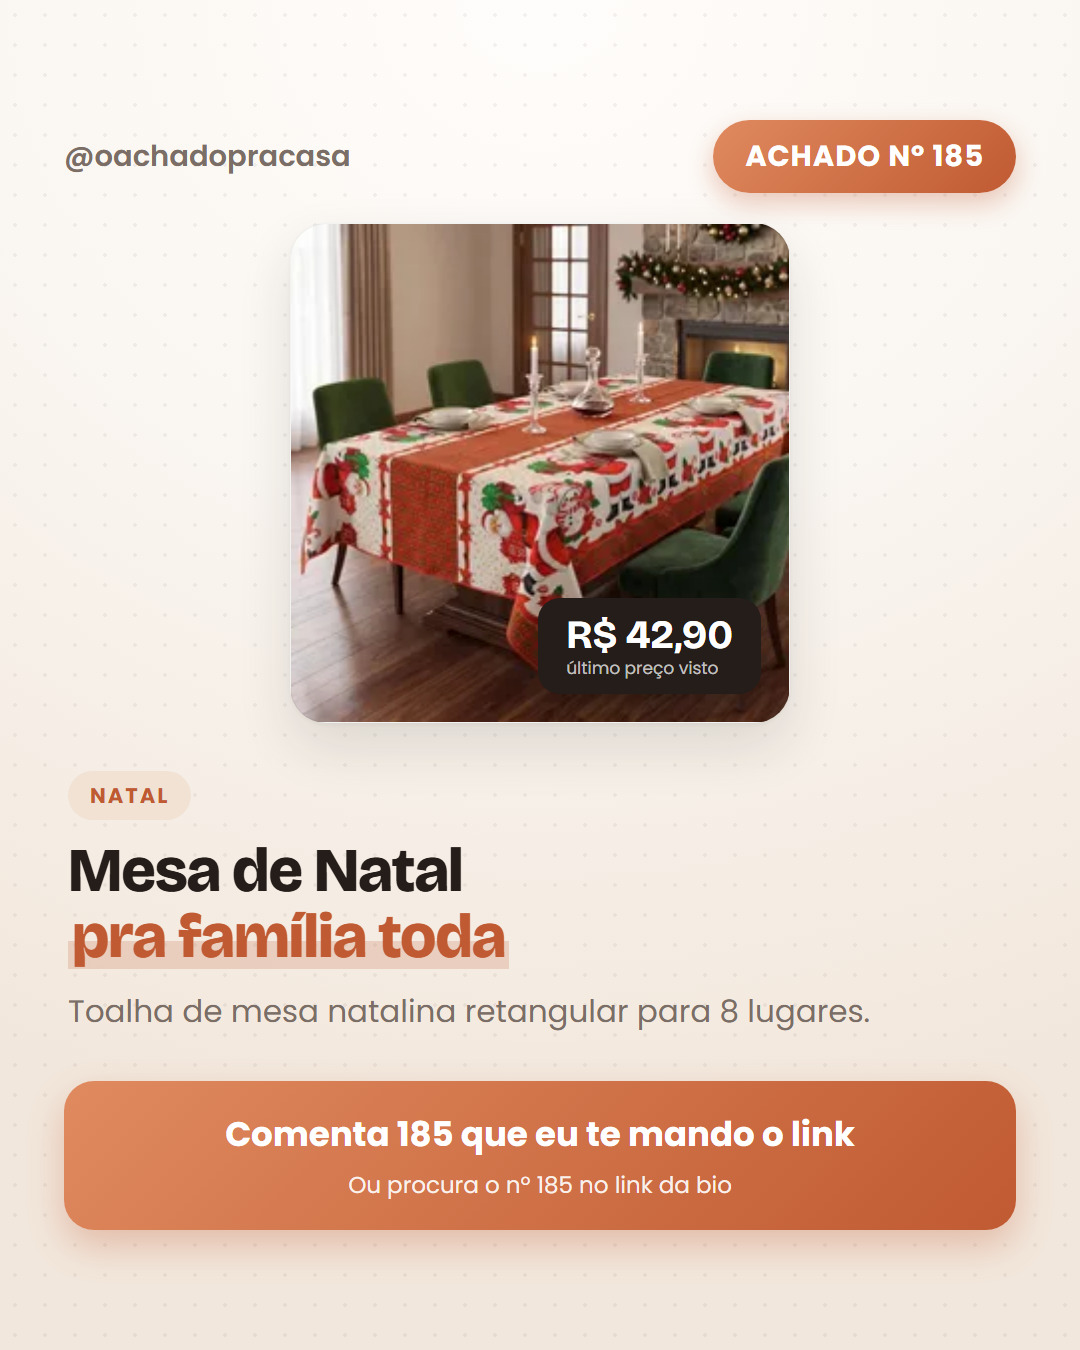 @oachadopracasa
ACHADO Nº 185
R$ 42,90
último preço visto
NATAL
Mesa de Natal
pra família toda
Toalha de mesa natalina retangular para 8 lugares.
Comenta 185 que eu te mando o link
Ou procura o nº 185 no link da bio